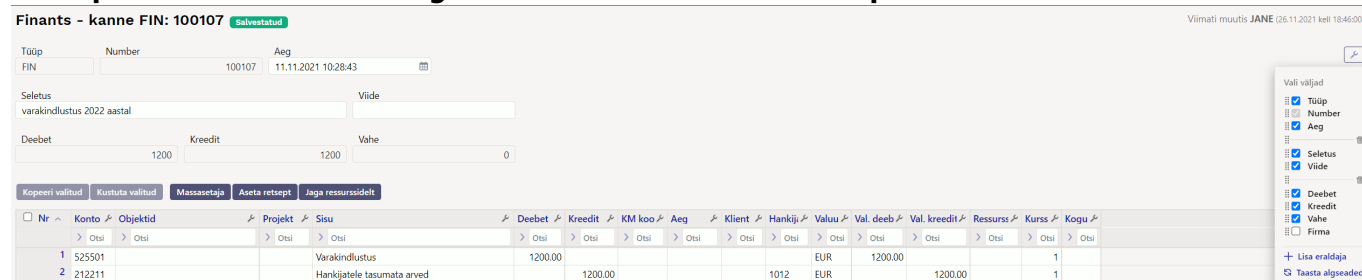 Finants - kanne FIN: 100107 Salvestatud
Viimati muutis JANE (26.11.2021 kell 18:46:00
Tüüp Number Aeg
FIN 100107 11.11.2021 10:28:43
Seletus Viide
varakindlustus 2022 aastal
Deebet Kreedit Vahe
1200 1200 0
Kopeeri valitud Kustuta valitud Massasetaja Aseta retsept Jaga ressurssidelt
Nr Konto Objektid Projekt Sisu Deebet Kreedit KM koo Aeg Klient Hankija Valuu Val. deeb Val. kreedit Ressurss Kurss Kogu
Otsi Otsi Otsi Otsi Otsi Otsi Otsi Otsi Otsi Otsi Otsi Otsi Otsi Otsi Otsi Otsi
1 525501 Varakindlustus 1200.00 EUR 1200.00 1
2 212211 Hankijatele tasumata arved 1200.00 1012 EUR 1200.00 1
Vali väljad
Tüüp
Number
Aeg
Seletus
Viide
Deebet
Kreedit
Vahe
Firma
+ Lisa eraldaja
Taasta algseaded